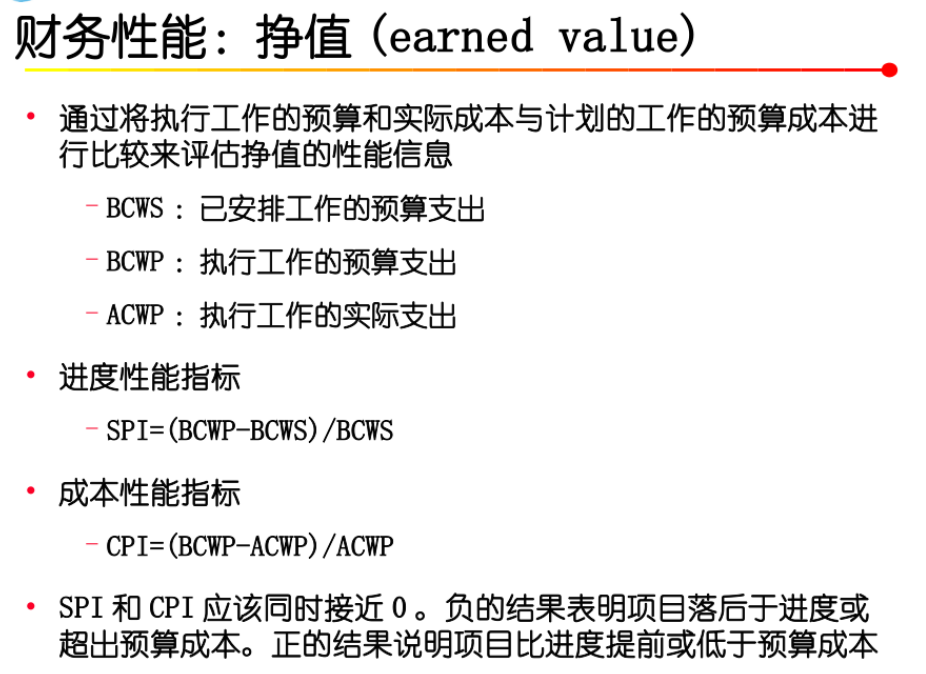 财务性能：挣值(earned value)
• 通过将执行工作的预算和实际成本与计划的工作的预算成本进
行比较来评估挣值的性能信息
– BCWS : 已安排工作的预算支出
– BCWP : 执行工作的预算支出
– ACWP : 执行工作的实际支出
• 进度性能指标
– SPI=(BCWP-BCWS)/BCWS
• 成本性能指标
– CPI=(BCWP-ACWP)/ACWP
• SPI 和 CPI 应该同时接近 0 。负的结果表明项目落后于进度或
超出预算成本。正的结果说明项目比进度提前或低于预算成本